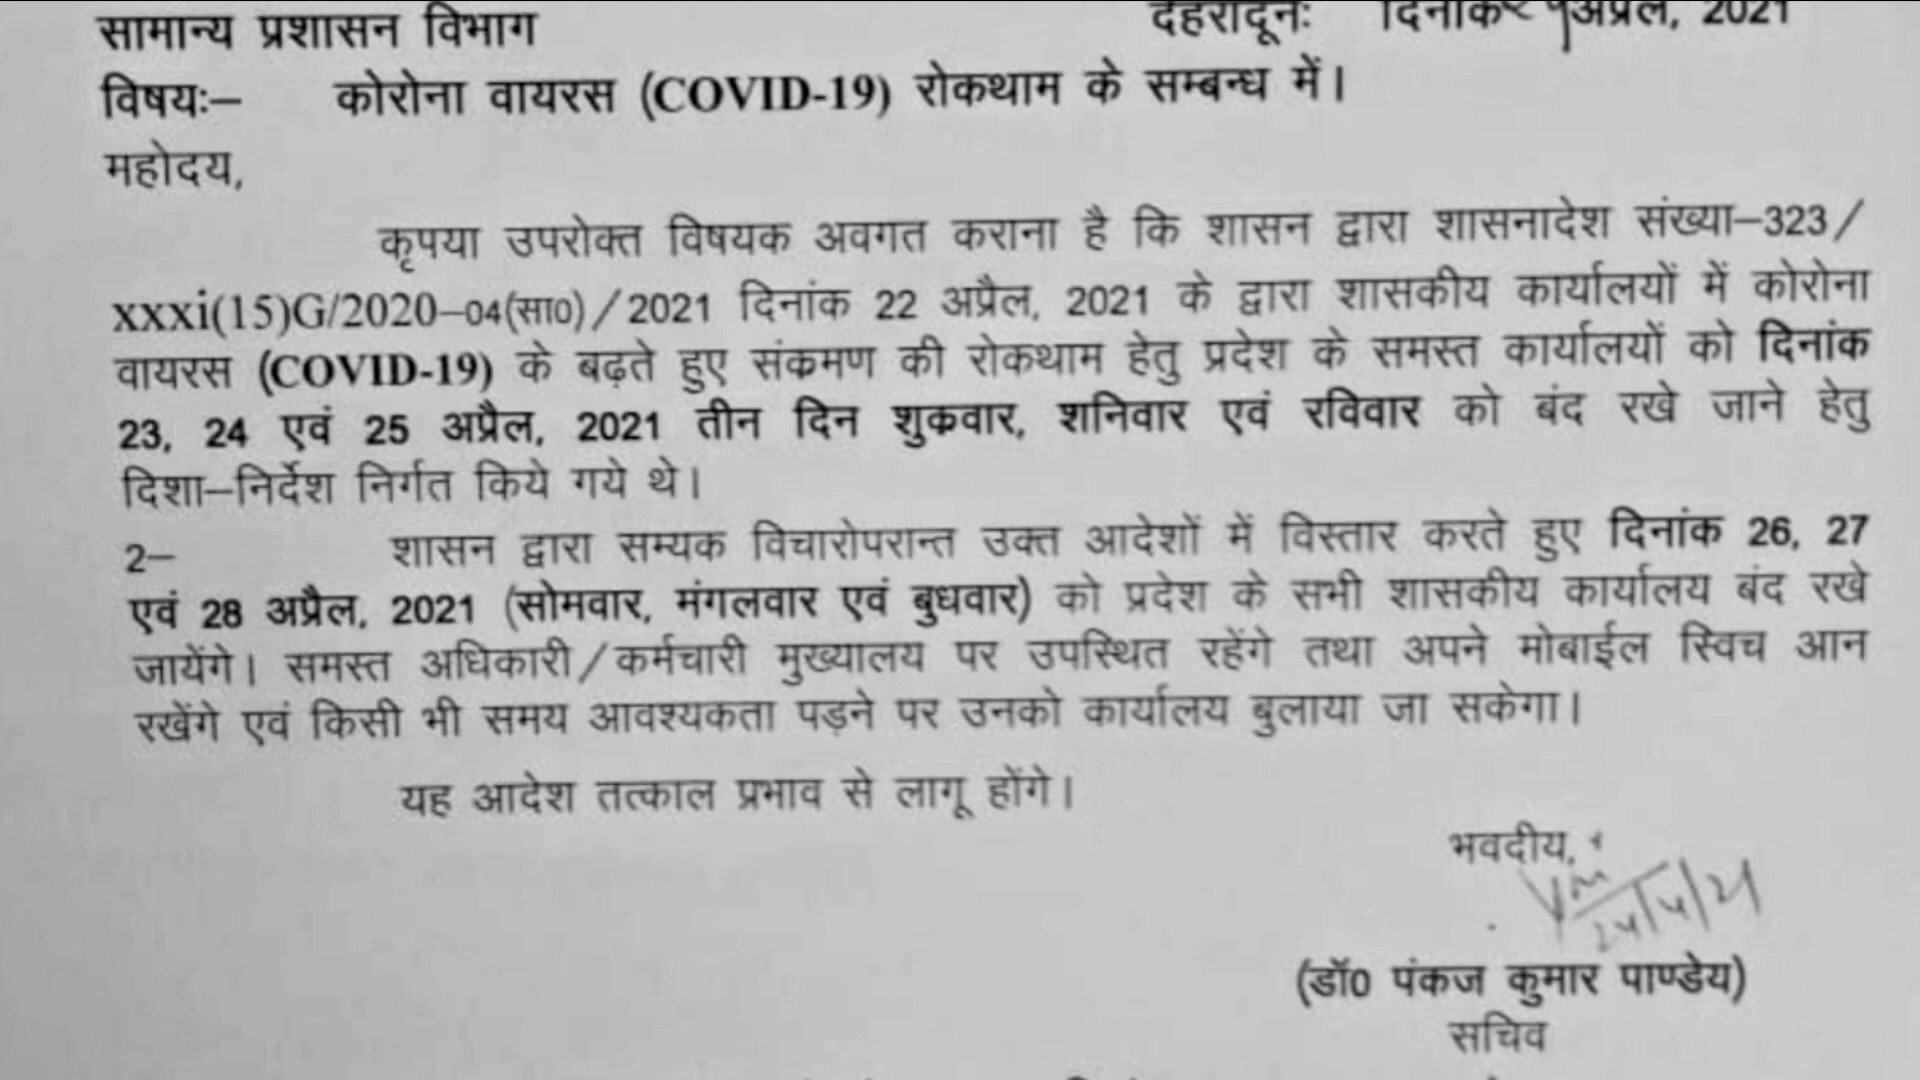 सामान्य प्रशासन विभाग देहरादूनः दिनांक अप्रैल, 2021
विषयः– कोरोना वायरस (COVID-19) रोकथाम के सम्बन्ध में।
महोदय,
कृपया उपरोक्त विषयक अवगत कराना है कि शासन द्वारा शासनादेश संख्या–323/
xxxi(15)G/2020–04(सा0)/2021 दिनांक 22 अप्रैल, 2021 के द्वारा शासकीय कार्यालयों में कोरोना
वायरस (COVID-19) के बढ़ते हुए संकमण की रोकथाम हेतु प्रदेश के समस्त कार्यालयों को दिनांक
23, 24 एवं 25 अप्रैल, 2021 तीन दिन शुकवार, शनिवार एवं रविवार को बंद रखे जाने हेतु
दिशा–निर्देश निर्गत किये गये थे।
2– शासन द्वारा सम्यक विचारोपरान्त उक्त आदेशों में विस्तार करते हुए दिनांक 26, 27
एवं 28 अप्रैल, 2021 (सोमवार, मंगलवार एवं बुधवार) को प्रदेश के सभी शासकीय कार्यालय बंद रखे
जायेंगे। समस्त अधिकारी/कर्मचारी मुख्यालय पर उपस्थित रहेंगे तथा अपने मोबाईल स्विच आन
रखेंगे एवं किसी भी समय आवश्यकता पड़ने पर उनको कार्यालय बुलाया जा सकेगा।
यह आदेश तत्काल प्रभाव से लागू होंगे।
भवदीय,
(डॉ0 पंकज कुमार पाण्डेय)
सचिव